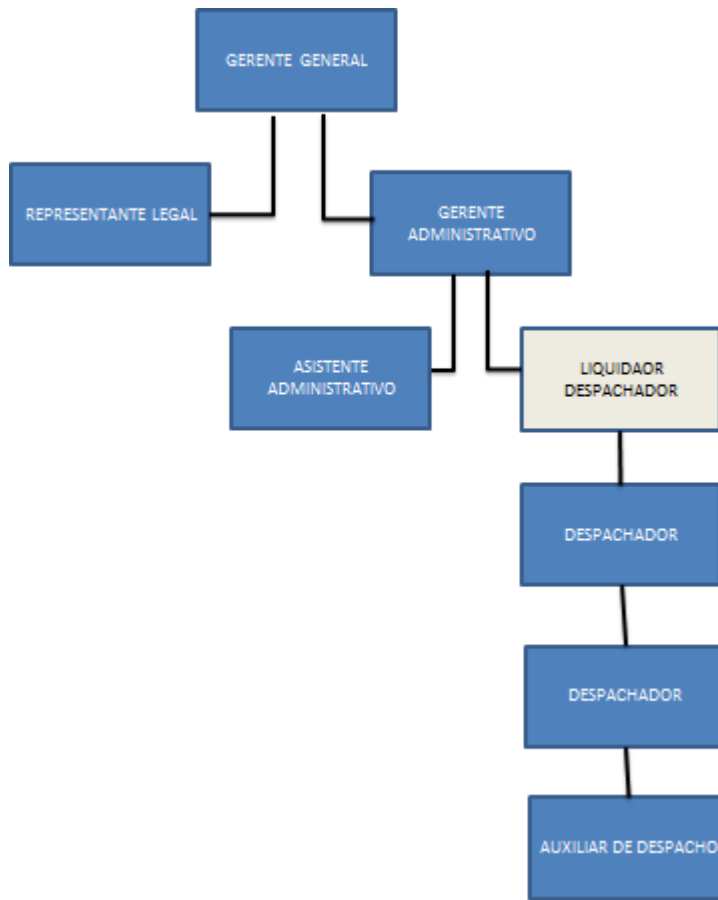 GERENTE GENERAL
REPRESENTANTE LEGAL
GERENTE
ADMINISTRATIVO
ASISTENTE
ADMINISTRATIVO
LIQUIDAOR
DESPACHADOR
DESPACHADOR
DESPACHADOR
AUXILIAR DE DESPACHO